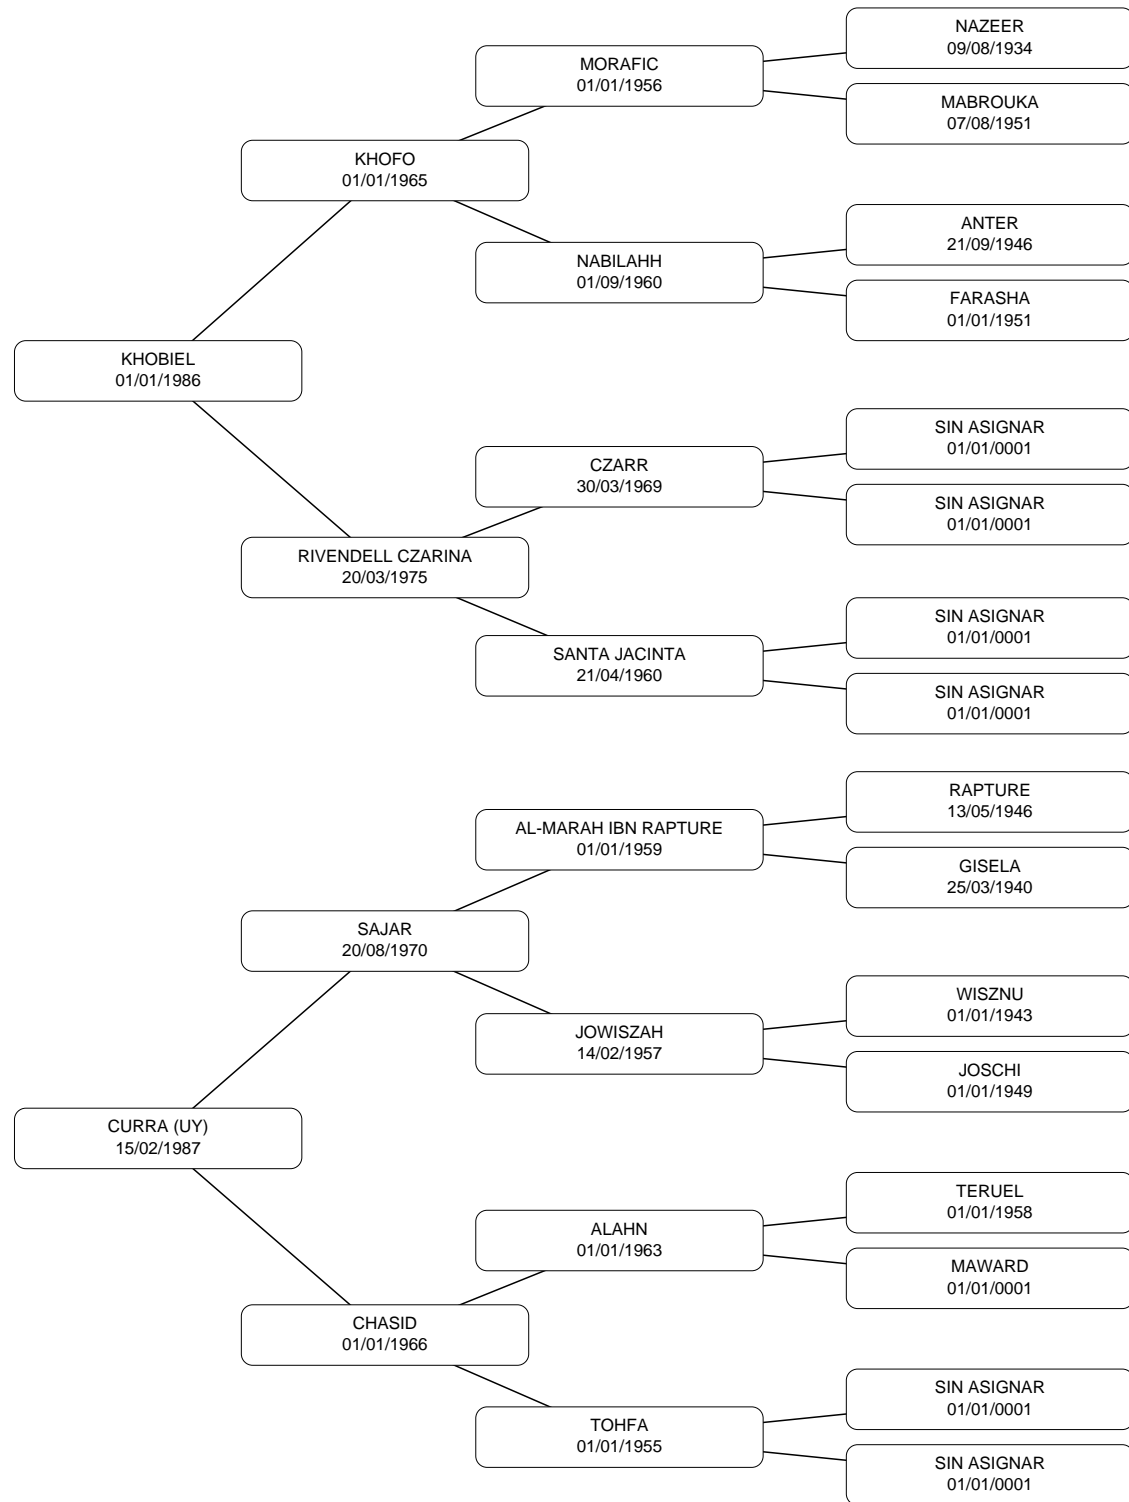 NAZEER
09/08/1934
MORAFIC
01/01/1956
MABROUKA
07/08/1951
KHOFO
01/01/1965
ANTER
21/09/1946
NABILAHH
01/09/1960
FARASHA
01/01/1951
KHOBIEL
01/01/1986
SIN ASIGNAR
01/01/0001
CZARR
30/03/1969
SIN ASIGNAR
01/01/0001
RIVENDELL CZARINA
20/03/1975
SIN ASIGNAR
01/01/0001
SANTA JACINTA
21/04/1960
SIN ASIGNAR
01/01/0001
RAPTURE
13/05/1946
AL-MARAH IBN RAPTURE
01/01/1959
GISELA
25/03/1940
SAJAR
20/08/1970
WISZNU
01/01/1943
JOWISZAH
14/02/1957
JOSCHI
01/01/1949
CURRA (UY)
15/02/1987
TERUEL
01/01/1958
ALAHN
01/01/1963
MAWARD
01/01/0001
CHASID
01/01/1966
SIN ASIGNAR
01/01/0001
TOHFA
01/01/1955
SIN ASIGNAR
01/01/0001